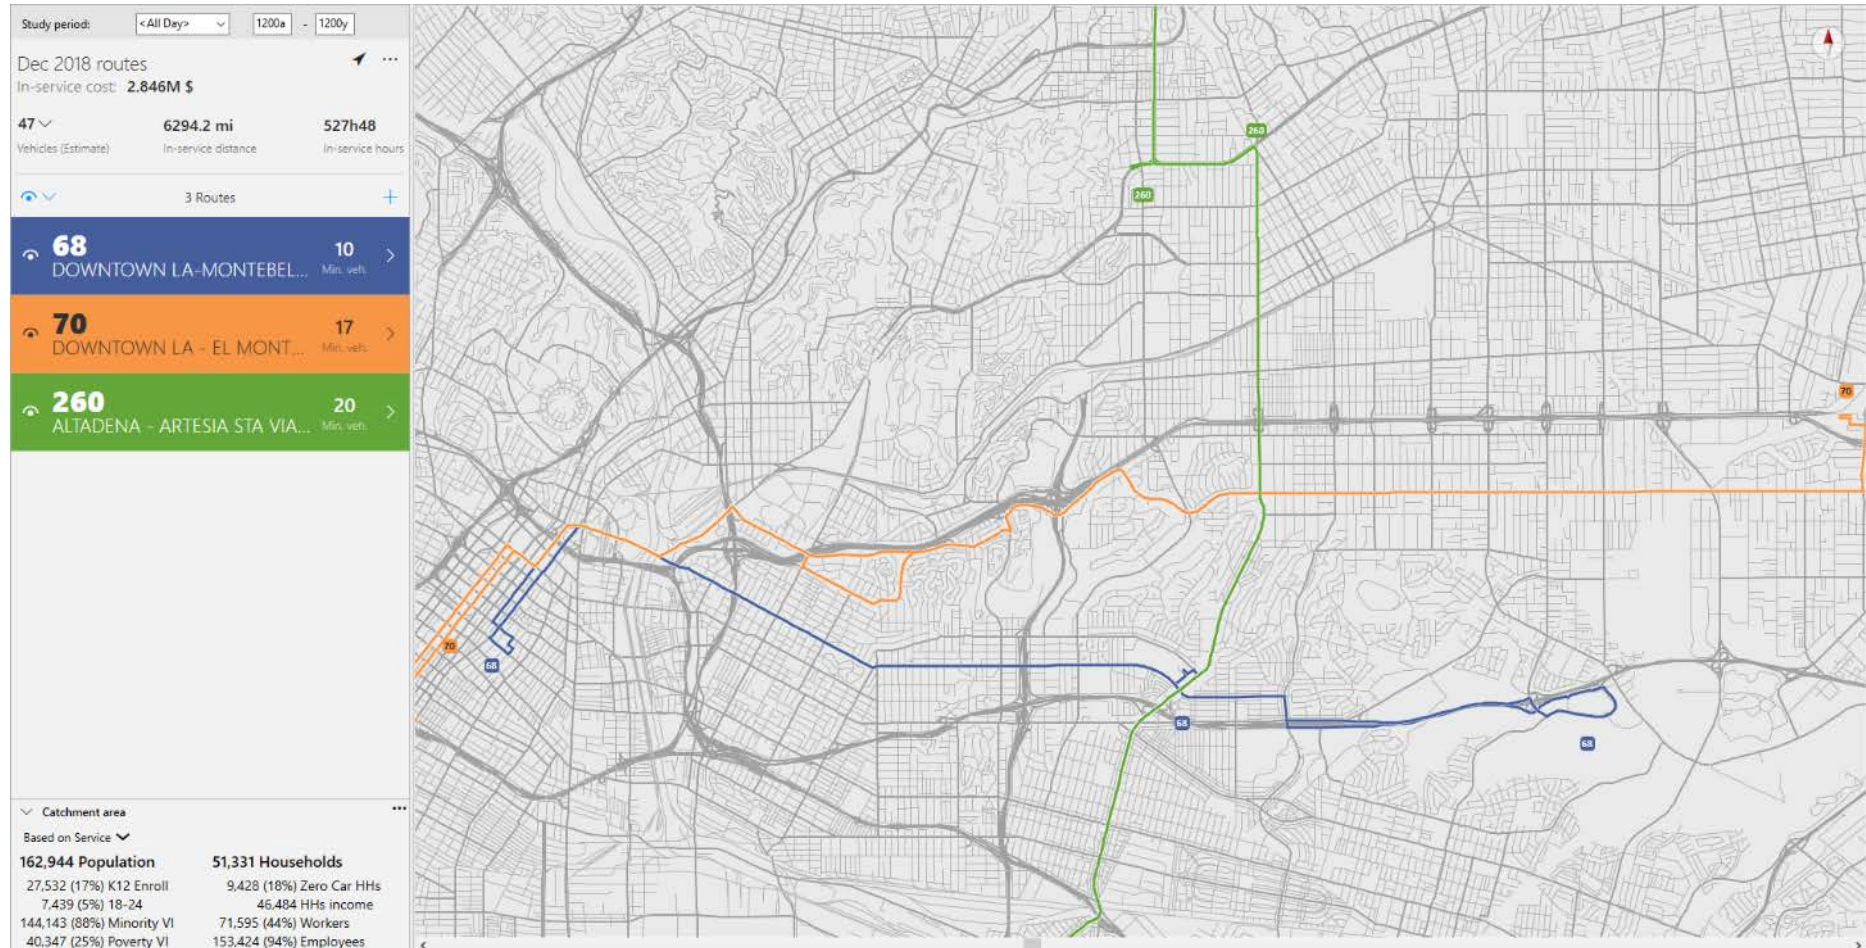 Study period: <All Day> 1200a - 1200y
Dec 2018 routes
In-service cost: 2.846M $
47 6294.2 mi 527h48
Vehicles (Estimate) In-service distance In-service hours
3 Routes
68 10
DOWNTOWN LA-MONTEBEL... Min. veh.
70 17
DOWNTOWN LA - EL MONT... Min. veh.
260 20
ALTADENA - ARTESIA STA VIA... Min. veh.
Catchment area
Based on Service
162,944 Population 51,331 Households
27,532 (17%) K12 Enroll 9,428 (18%) Zero Car HHs
7,439 (5%) 18-24 46,484 HHs income
144,143 (88%) Minority VI 71,595 (44%) Workers
40,347 (25%) Poverty VI 153,424 (94%) Employees
260
260
70
70
68
68
68